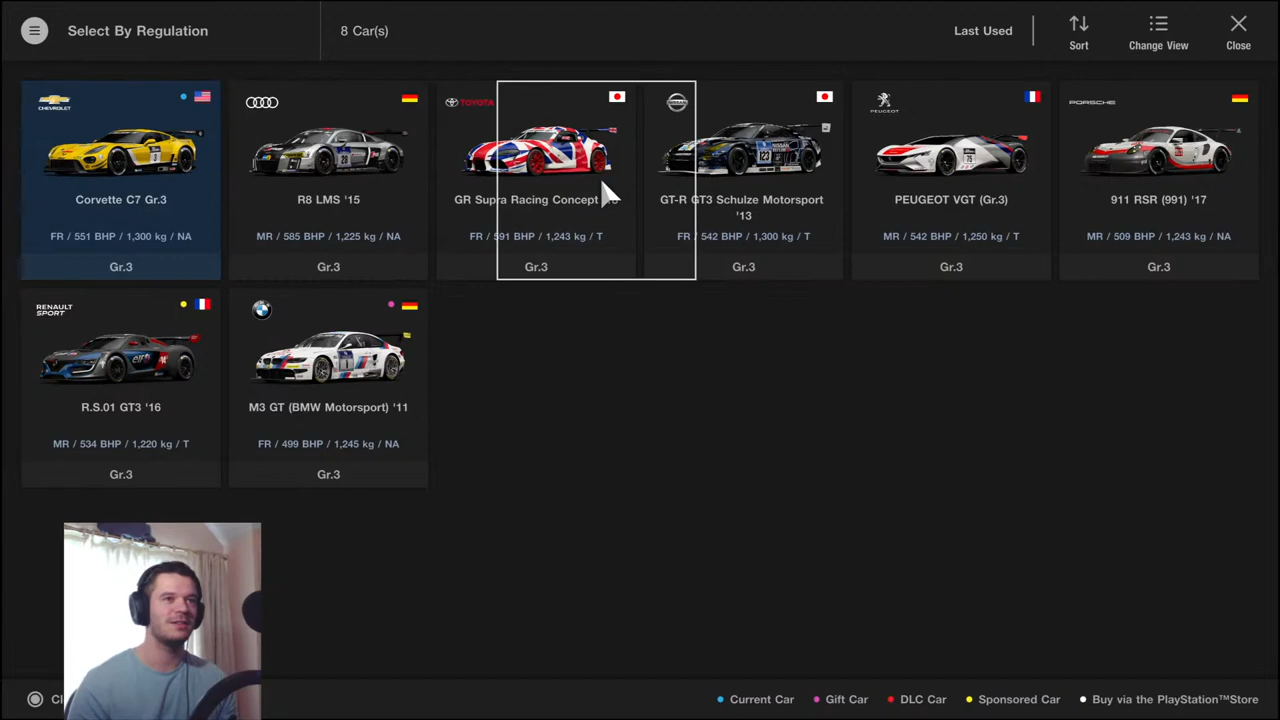 Select By Regulation
8 Car(s)
Last Used
Sort
Change View
Close
CHEVROLET
Corvette C7 Gr.3
FR / 551 BHP / 1,300 kg / NA
Gr.3
R8 LMS '15
MR / 585 BHP / 1,225 kg / NA
Gr.3
TOYOTA
GR Supra Racing Concept
FR / 591 BHP / 1,243 kg / T
Gr.3
NISSAN
GT-R GT3 Schulze Motorsport
'13
FR / 542 BHP / 1,300 kg / T
Gr.3
PEUGEOT
PEUGEOT VGT (Gr.3)
MR / 542 BHP / 1,250 kg / T
Gr.3
PORSCHE
911 RSR (991) '17
MR / 509 BHP / 1,243 kg / NA
Gr.3
RENAULT
SPORT
R.S.01 GT3 '16
MR / 534 BHP / 1,220 kg / T
Gr.3
M3 GT (BMW Motorsport) '11
FR / 499 BHP / 1,245 kg / NA
Gr.3
Current Car
Gift Car
DLC Car
Sponsored Car
Buy via the PlayStation™Store